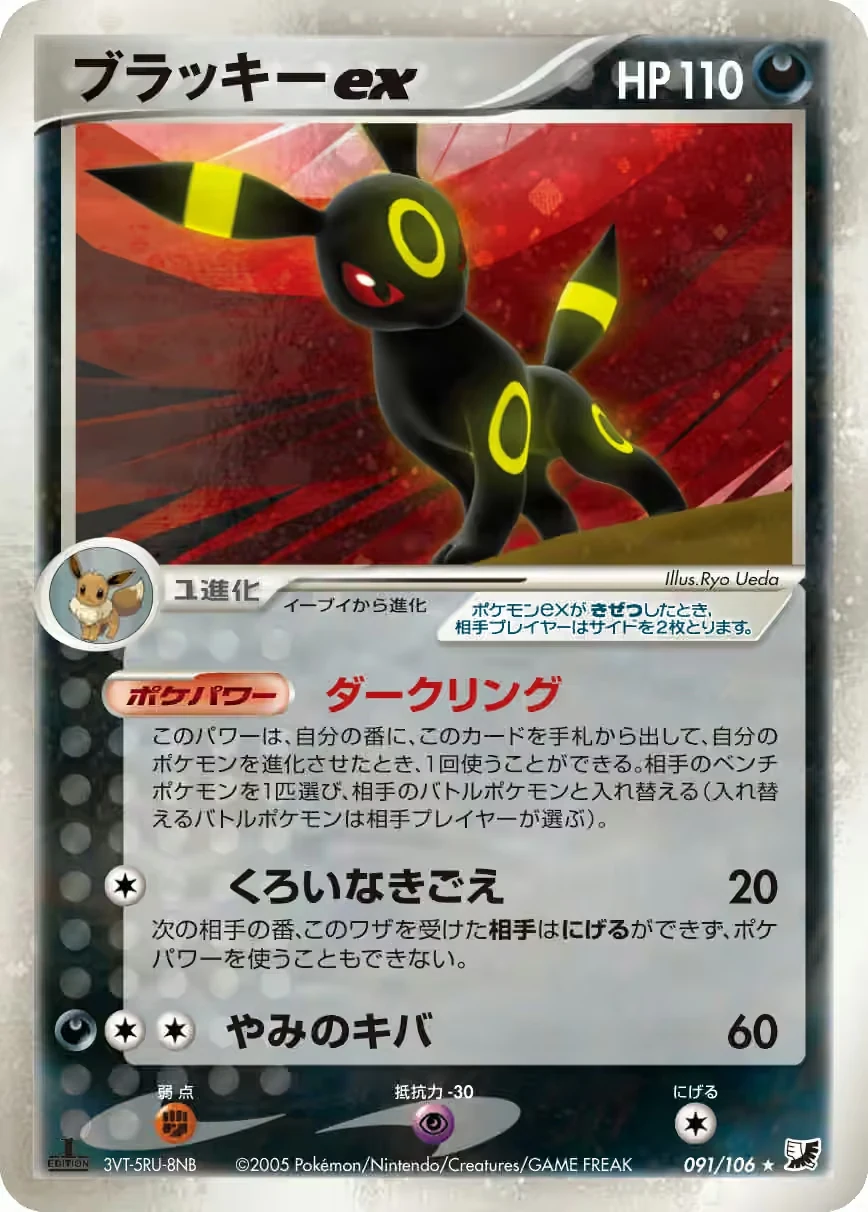 ブラッキーex HP110
Illus.Ryo Ueda
1進化
イーブイから進化
ポケモンexがきぜつしたとき、
相手プレイヤーはサイドを2枚とります。
ポケパワー ダークリング
このパワーは、自分の番に、このカードを手札から出して、自分の
ポケモンを進化させたとき、1回使うことができる。相手のベンチ
ポケモンを1匹選び、相手のバトルポケモンと入れ替える(入れ替
えるバトルポケモンは相手プレイヤーが選ぶ)。
くろいなきごえ 20
次の相手の番、このワザを受けた相手はにげるができず、ポケ
パワーを使うこともできない。
やみのキバ 60
弱点 抵抗力 -30 にげる
1 EDITION 3VT-5RU-8NB ©2005 Pokémon/Nintendo/Creatures/GAME FREAK 091/106 ★